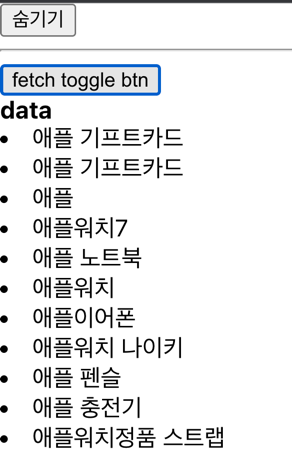 숨기기
fetch toggle btn
data
애플 기프트카드
애플 기프트카드
애플
애플워치7
애플 노트북
애플워치
애플이어폰
애플워치 나이키
애플 펜슬
애플 충전기
애플워치정품 스트랩